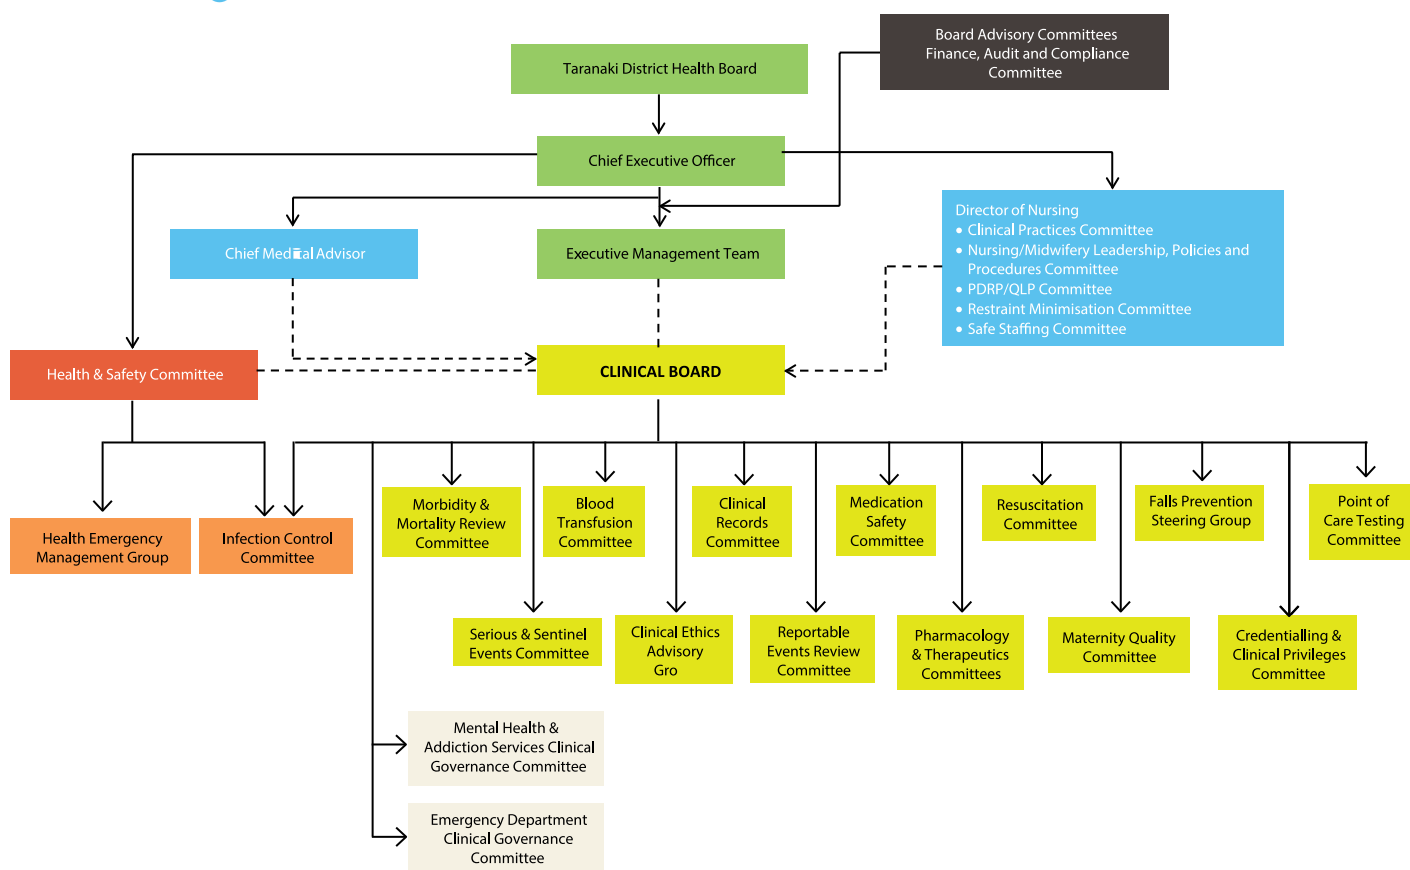 Board Advisory Committees
Finance, Audit and Compliance
Committee
Taranaki District Health Board
Chief Executive Officer
Chief Medical Advisor
Executive Management Team
Director of Nursing
• Clinical Practices Committee
• Nursing/Midwifery Leadership, Policies and
Procedures Committee
• PDRP/QLP Committee
• Restraint Minimisation Committee
• Safe Staffing Committee
Health & Safety Committee
CLINICAL BOARD
Health Emergency
Management Group
Infection Control
Committee
Morbidity &
Mortality Review
Committee
Blood
Transfusion
Committee
Clinical
Records
Committee
Medication
Safety
Committee
Resuscitation
Committee
Falls Prevention
Steering Group
Point of
Care Testing
Committee
Serious & Sentinel
Events Committee
Clinical Ethics
Advisory
Gro
Reportable
Events Review
Committee
Pharmacology
& Therapeutics
Committees
Maternity Quality
Committee
Credentialling &
Clinical Privileges
Committee
Mental Health &
Addiction Services Clinical
Governance Committee
Emergency Department
Clinical Governance
Committee